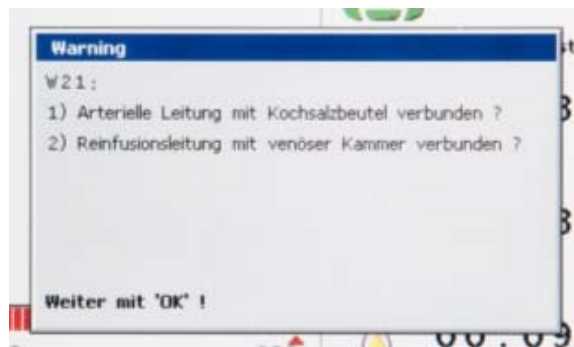 Warning
W21:
1) Arterielle Leitung mit Kochsalzbeutel verbunden ?
2) Reinfusionsleitung mit venöser Kammer verbunden ?
Weiter mit "OK" !